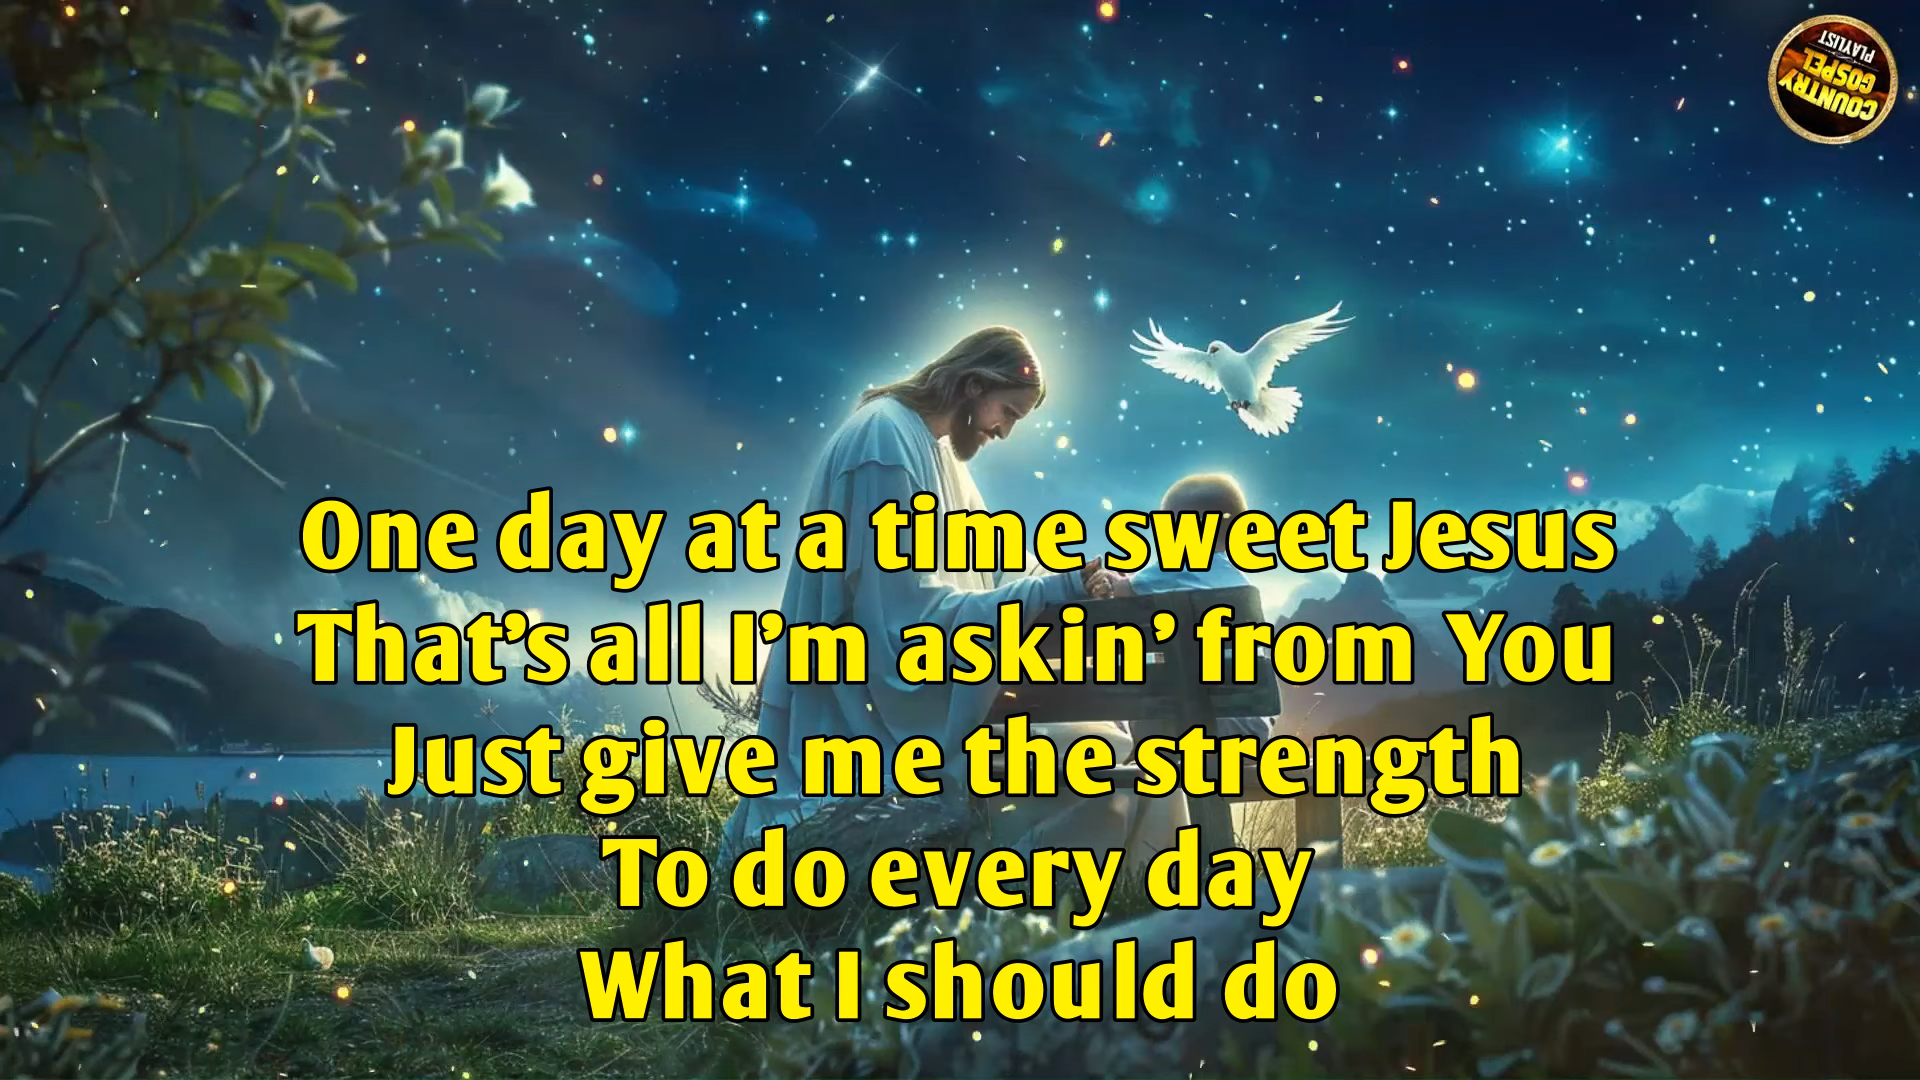 COUNTRY
GOSPEL
PLAYLIST
One day at a time sweet Jesus
That's all I'm askin' from You
Just give me the strength
To do every day
What I should do